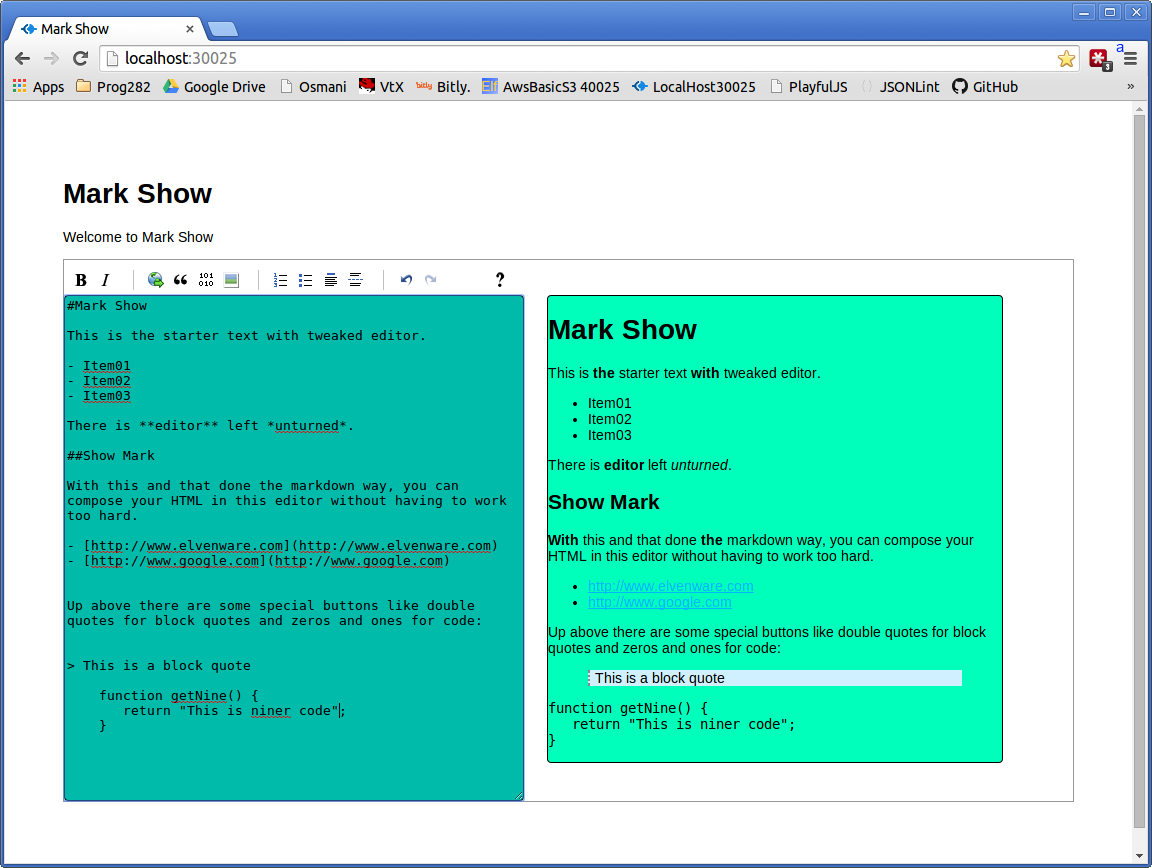 Mark Show
localhost:30025
3
a
Apps Prog282 Google Drive Osmani VtX bitly Bitly. Elf AwsBasicS3 40025 LocalHost30025 PlayfulJS JSONLint GitHub »
Mark Show
Welcome to Mark Show
B I “ 101 010 1 2 3 ?
#Mark Show
This is the starter text with tweaked editor.
- Item01
- Item02
- Item03
There is **editor** left *unturned*.
##Show Mark
With this and that done the markdown way, you can
compose your HTML in this editor without having to work
too hard.
- [http://www.elvenware.com](http://www.elvenware.com)
- [http://www.google.com](http://www.google.com)
Up above there are some special buttons like double
quotes for block quotes and zeros and ones for code:
> This is a block quote
function getNine() {
return "This is niner code";
}
Mark Show
This is the starter text with tweaked editor.
• Item01
• Item02
• Item03
There is editor left unturned.
Show Mark
With this and that done the markdown way, you can compose your
HTML in this editor without having to work too hard.
• http://www.elvenware.com
• http://www.google.com
Up above there are some special buttons like double quotes for block
quotes and zeros and ones for code:
This is a block quote
function getNine() {
return "This is niner code";
}